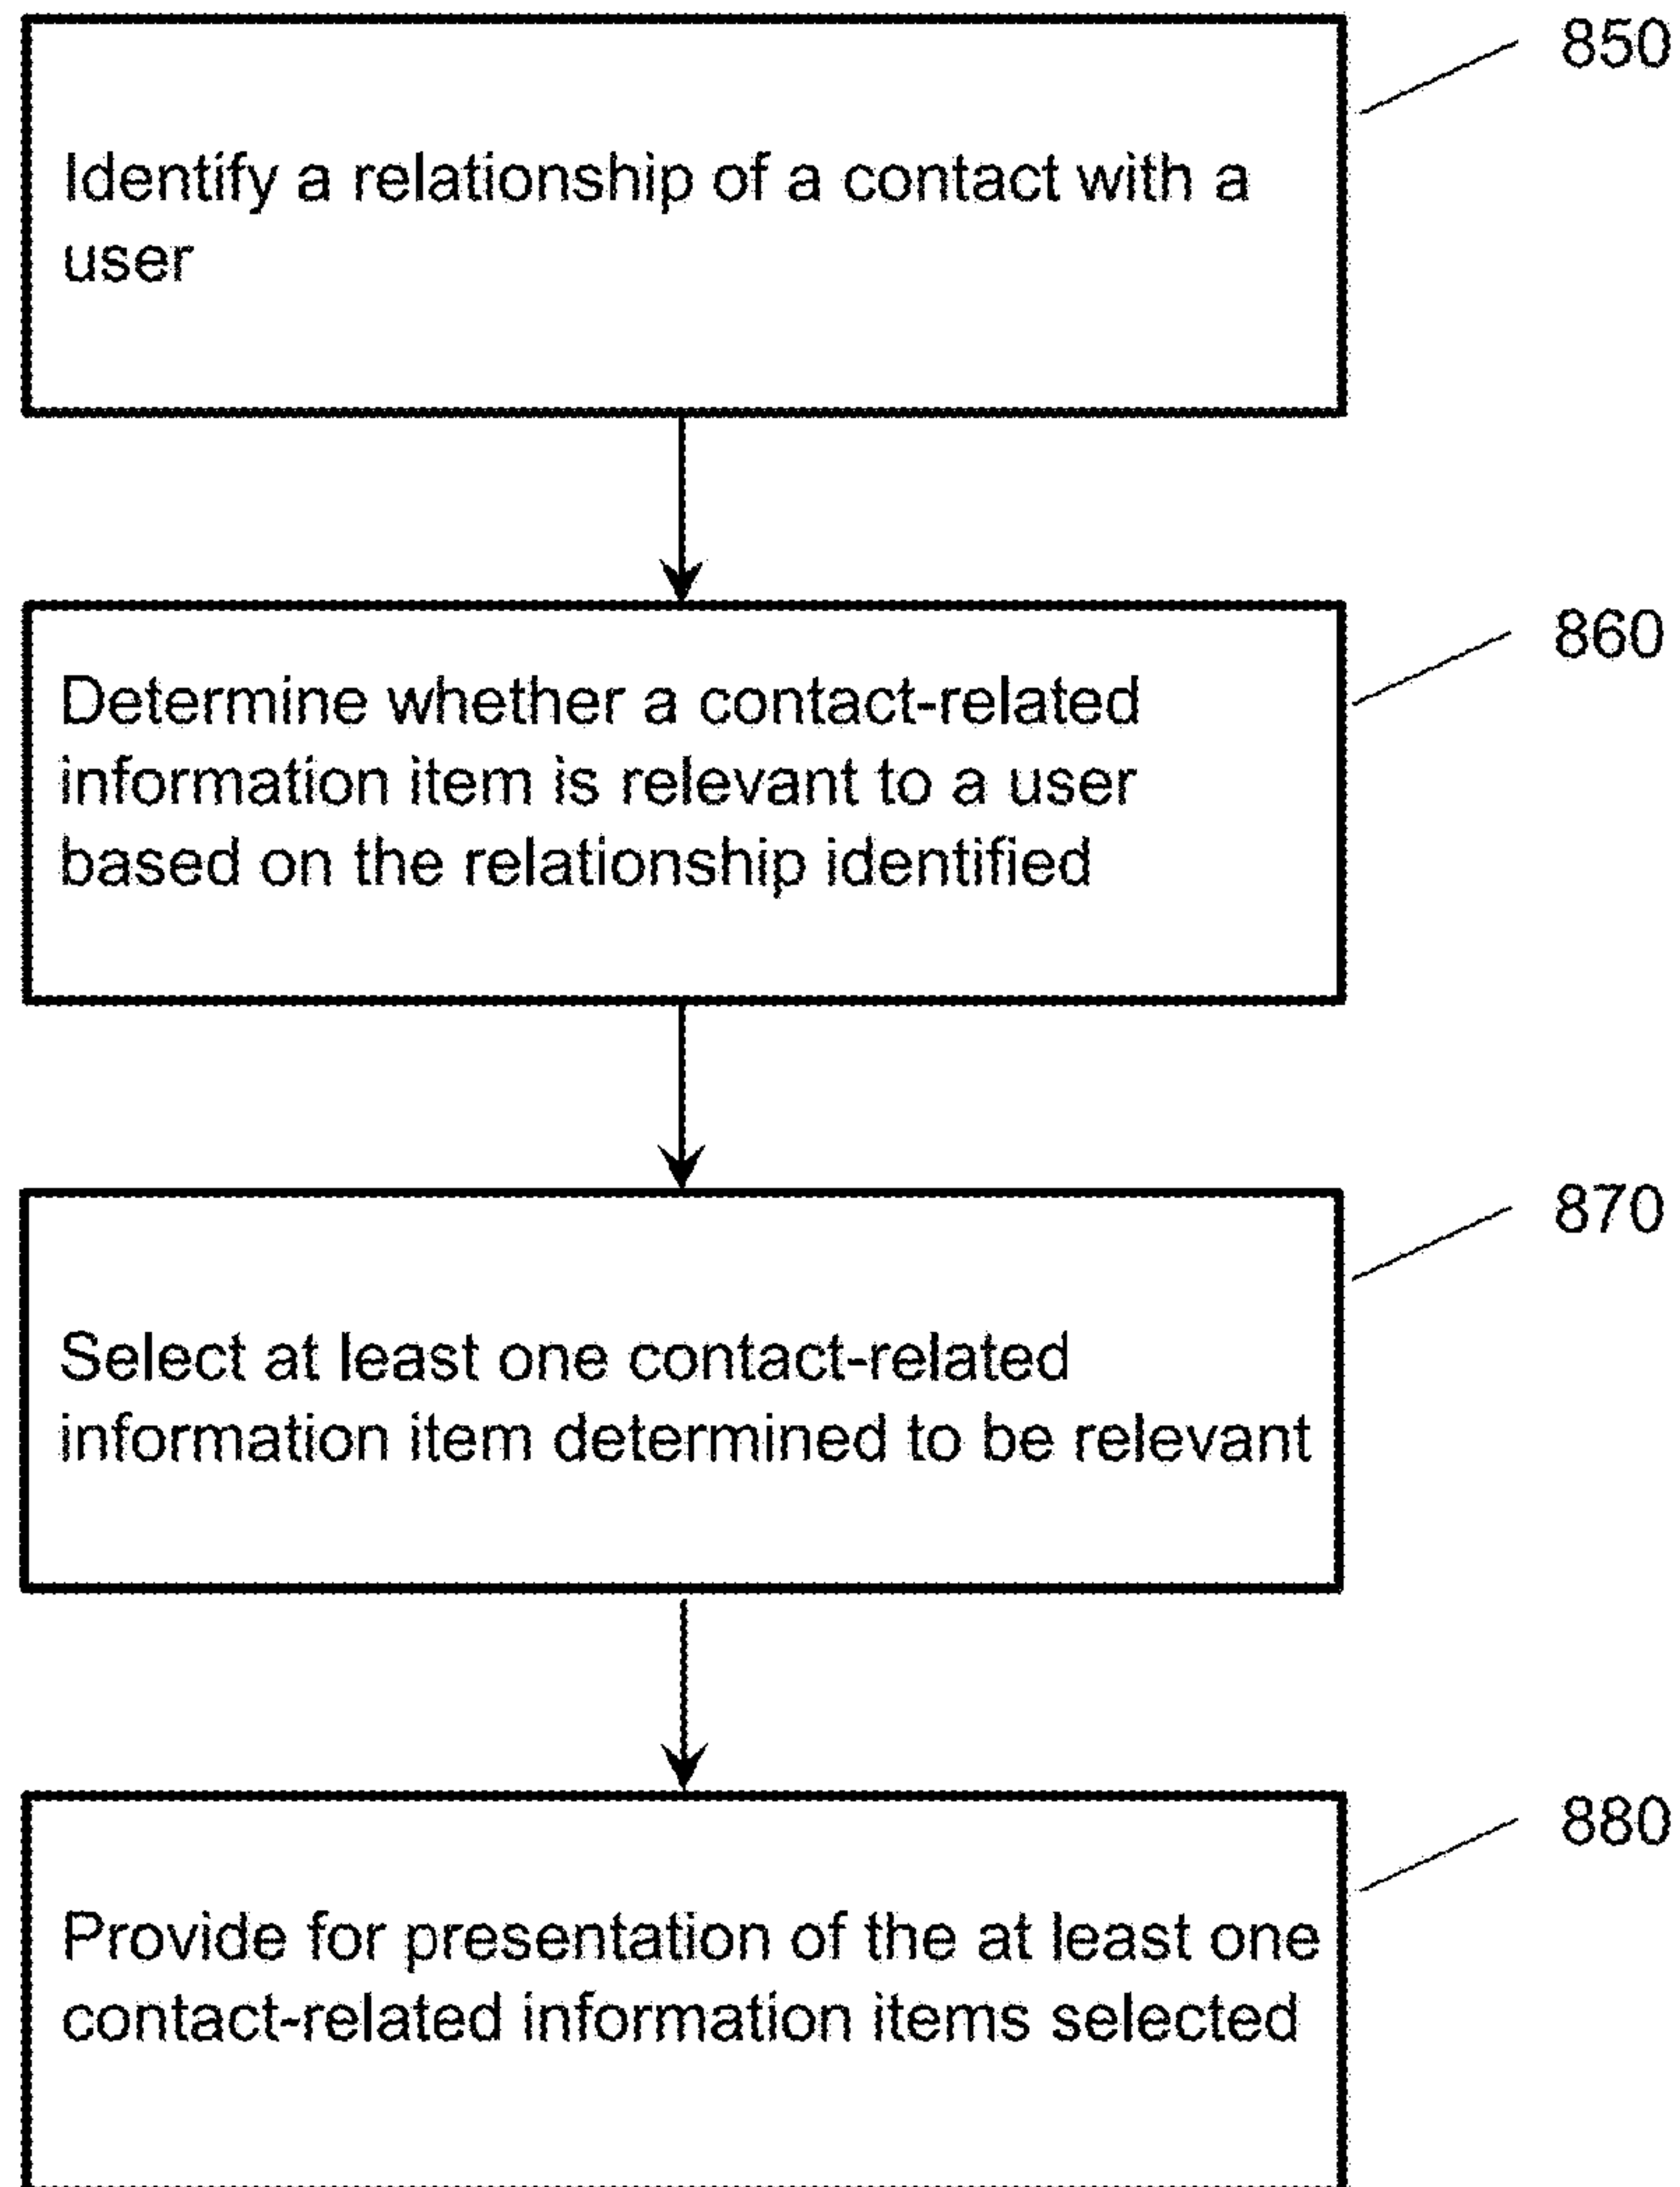 850
Identify a relationship of a contact with a
user
860
Determine whether a contact-related
information item is relevant to a user
based on the relationship identified
870
Select at least one contact-related
information item determined to be relevant
880
Provide for presentation of the at least one
contact-related information items selected